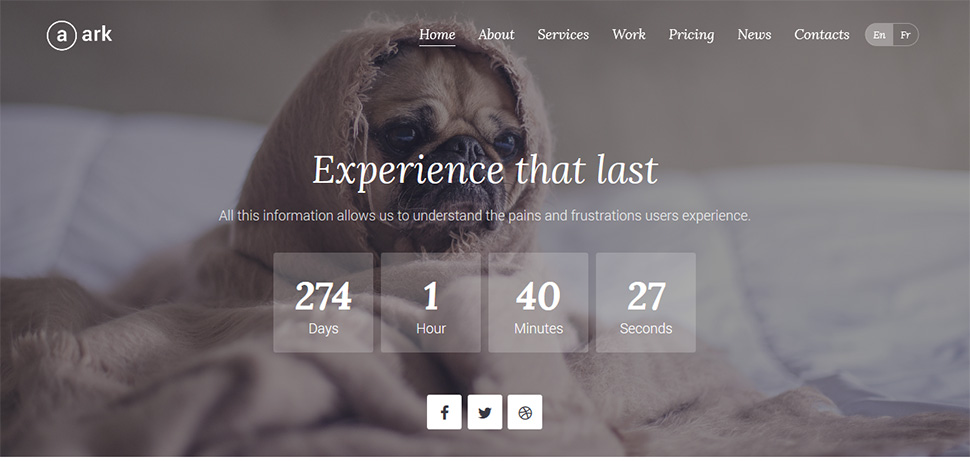 a ark
Home About Services Work Pricing News Contacts En Fr
Experience that last
All this information allows us to understand the pains and frustrations users experience.
274 1 40 27
Days Hour Minutes Seconds